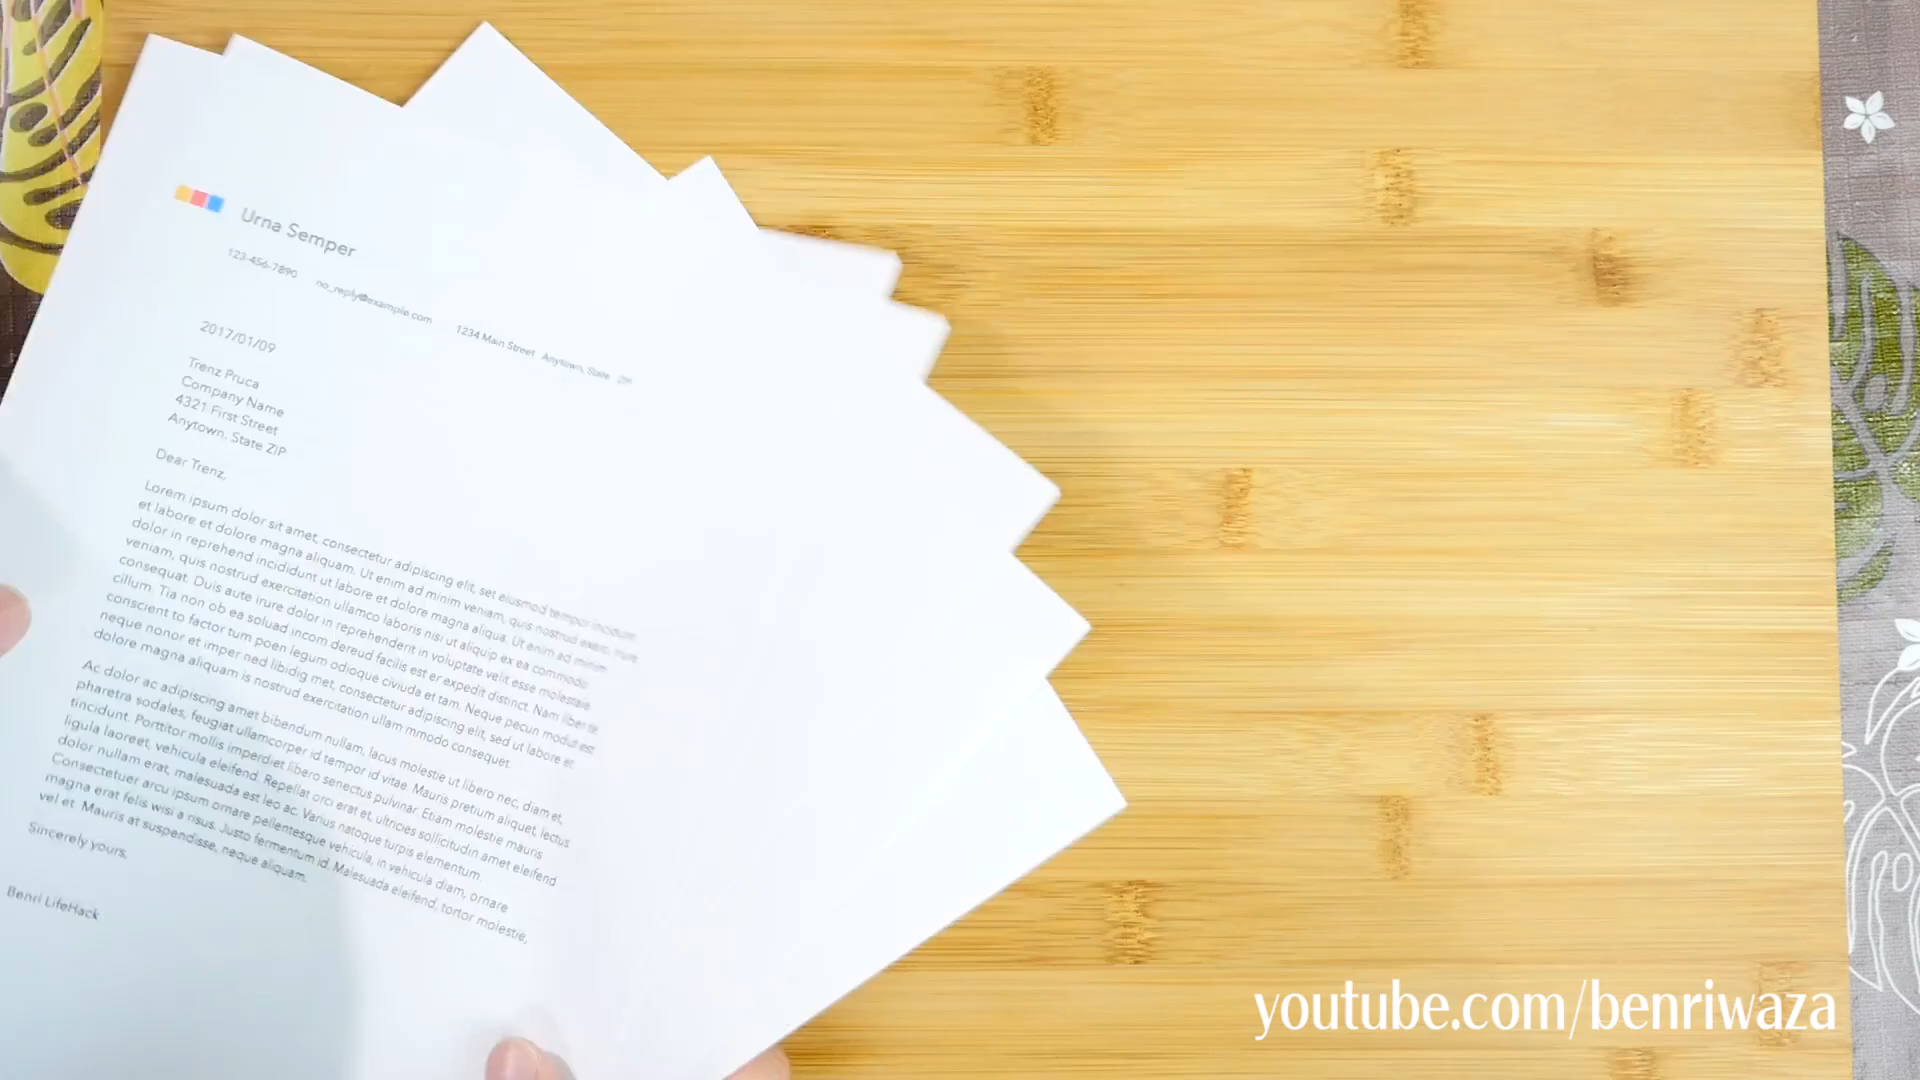 Urna Semper
123-456-7890 no_reply@example.com 1234 Main Street Anytown, State ZIP
2017/01/09
Trenz Pruca
Company Name
4321 First Street
Anytown, State ZIP
Dear Trenz,
Lorem ipsum dolor sit amet, consectetur adipiscing elit, set eiusmod tempor incidunt
et labore et dolore magna aliquam. Ut enim ad minim veniam, quis nostrud exerc. Irure
dolor in reprehend incididunt ut labore et dolore magna aliqua. Ut enim ad minim
veniam, quis nostrud exercitation ullamco laboris nisi ut aliquip ex ea commodo
consequat. Duis aute irure dolor in reprehenderit in voluptate velit esse molestaie
cillum. Tia non ob ea soluad incom dereud facilis est er expedit distinct. Nam liber te
conscient to factor tum poen legum odioque civiuda et tam. Neque pecun modut est
neque nonor et imper ned libidig met, consectetur adipiscing elit, sed ut labore et
dolore magna aliquam is nostrud exercitation ullam mmodo consequet.
Ac dolor ac adipiscing amet bibendum nullam, lacus molestie ut libero nec, diam et,
pharetra sodales, feugiat ullamcorper id tempor id vitae. Mauris pretium aliquet, lectus
tincidunt. Porttitor mollis imperdiet libero senectus pulvinar. Etiam molestie mauris
ligula laoreet, vehicula eleifend. Repellat orci erat et, ultricies sollicitudin amet eleifend
dolor nullam erat, malesuada est leo ac. Varius natoque turpis elementum.
Consectetuer arcu ipsum ornare pellentesque vehicula, in vehicula diam, ornare
magna erat felis wisi a risus. Justo fermentum id. Malesuada eleifend, tortor molestie,
vel et. Mauris at suspendisse, neque aliquam.
Sincerely yours,
Benri LifeHack
youtube.com/benriwaza